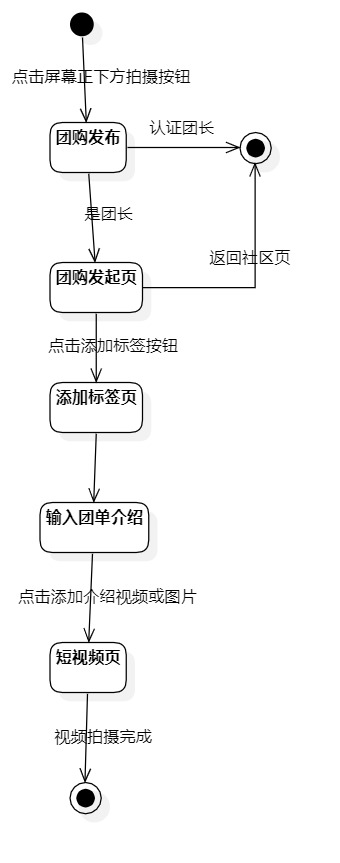 点击屏幕正下方拍摄按钮
团购发布
认证团长
是团长
返回社区页
团购发起页
点击添加标签按钮
添加标签页
输入团单介绍
点击添加介绍视频或图片
短视频页
视频拍摄完成